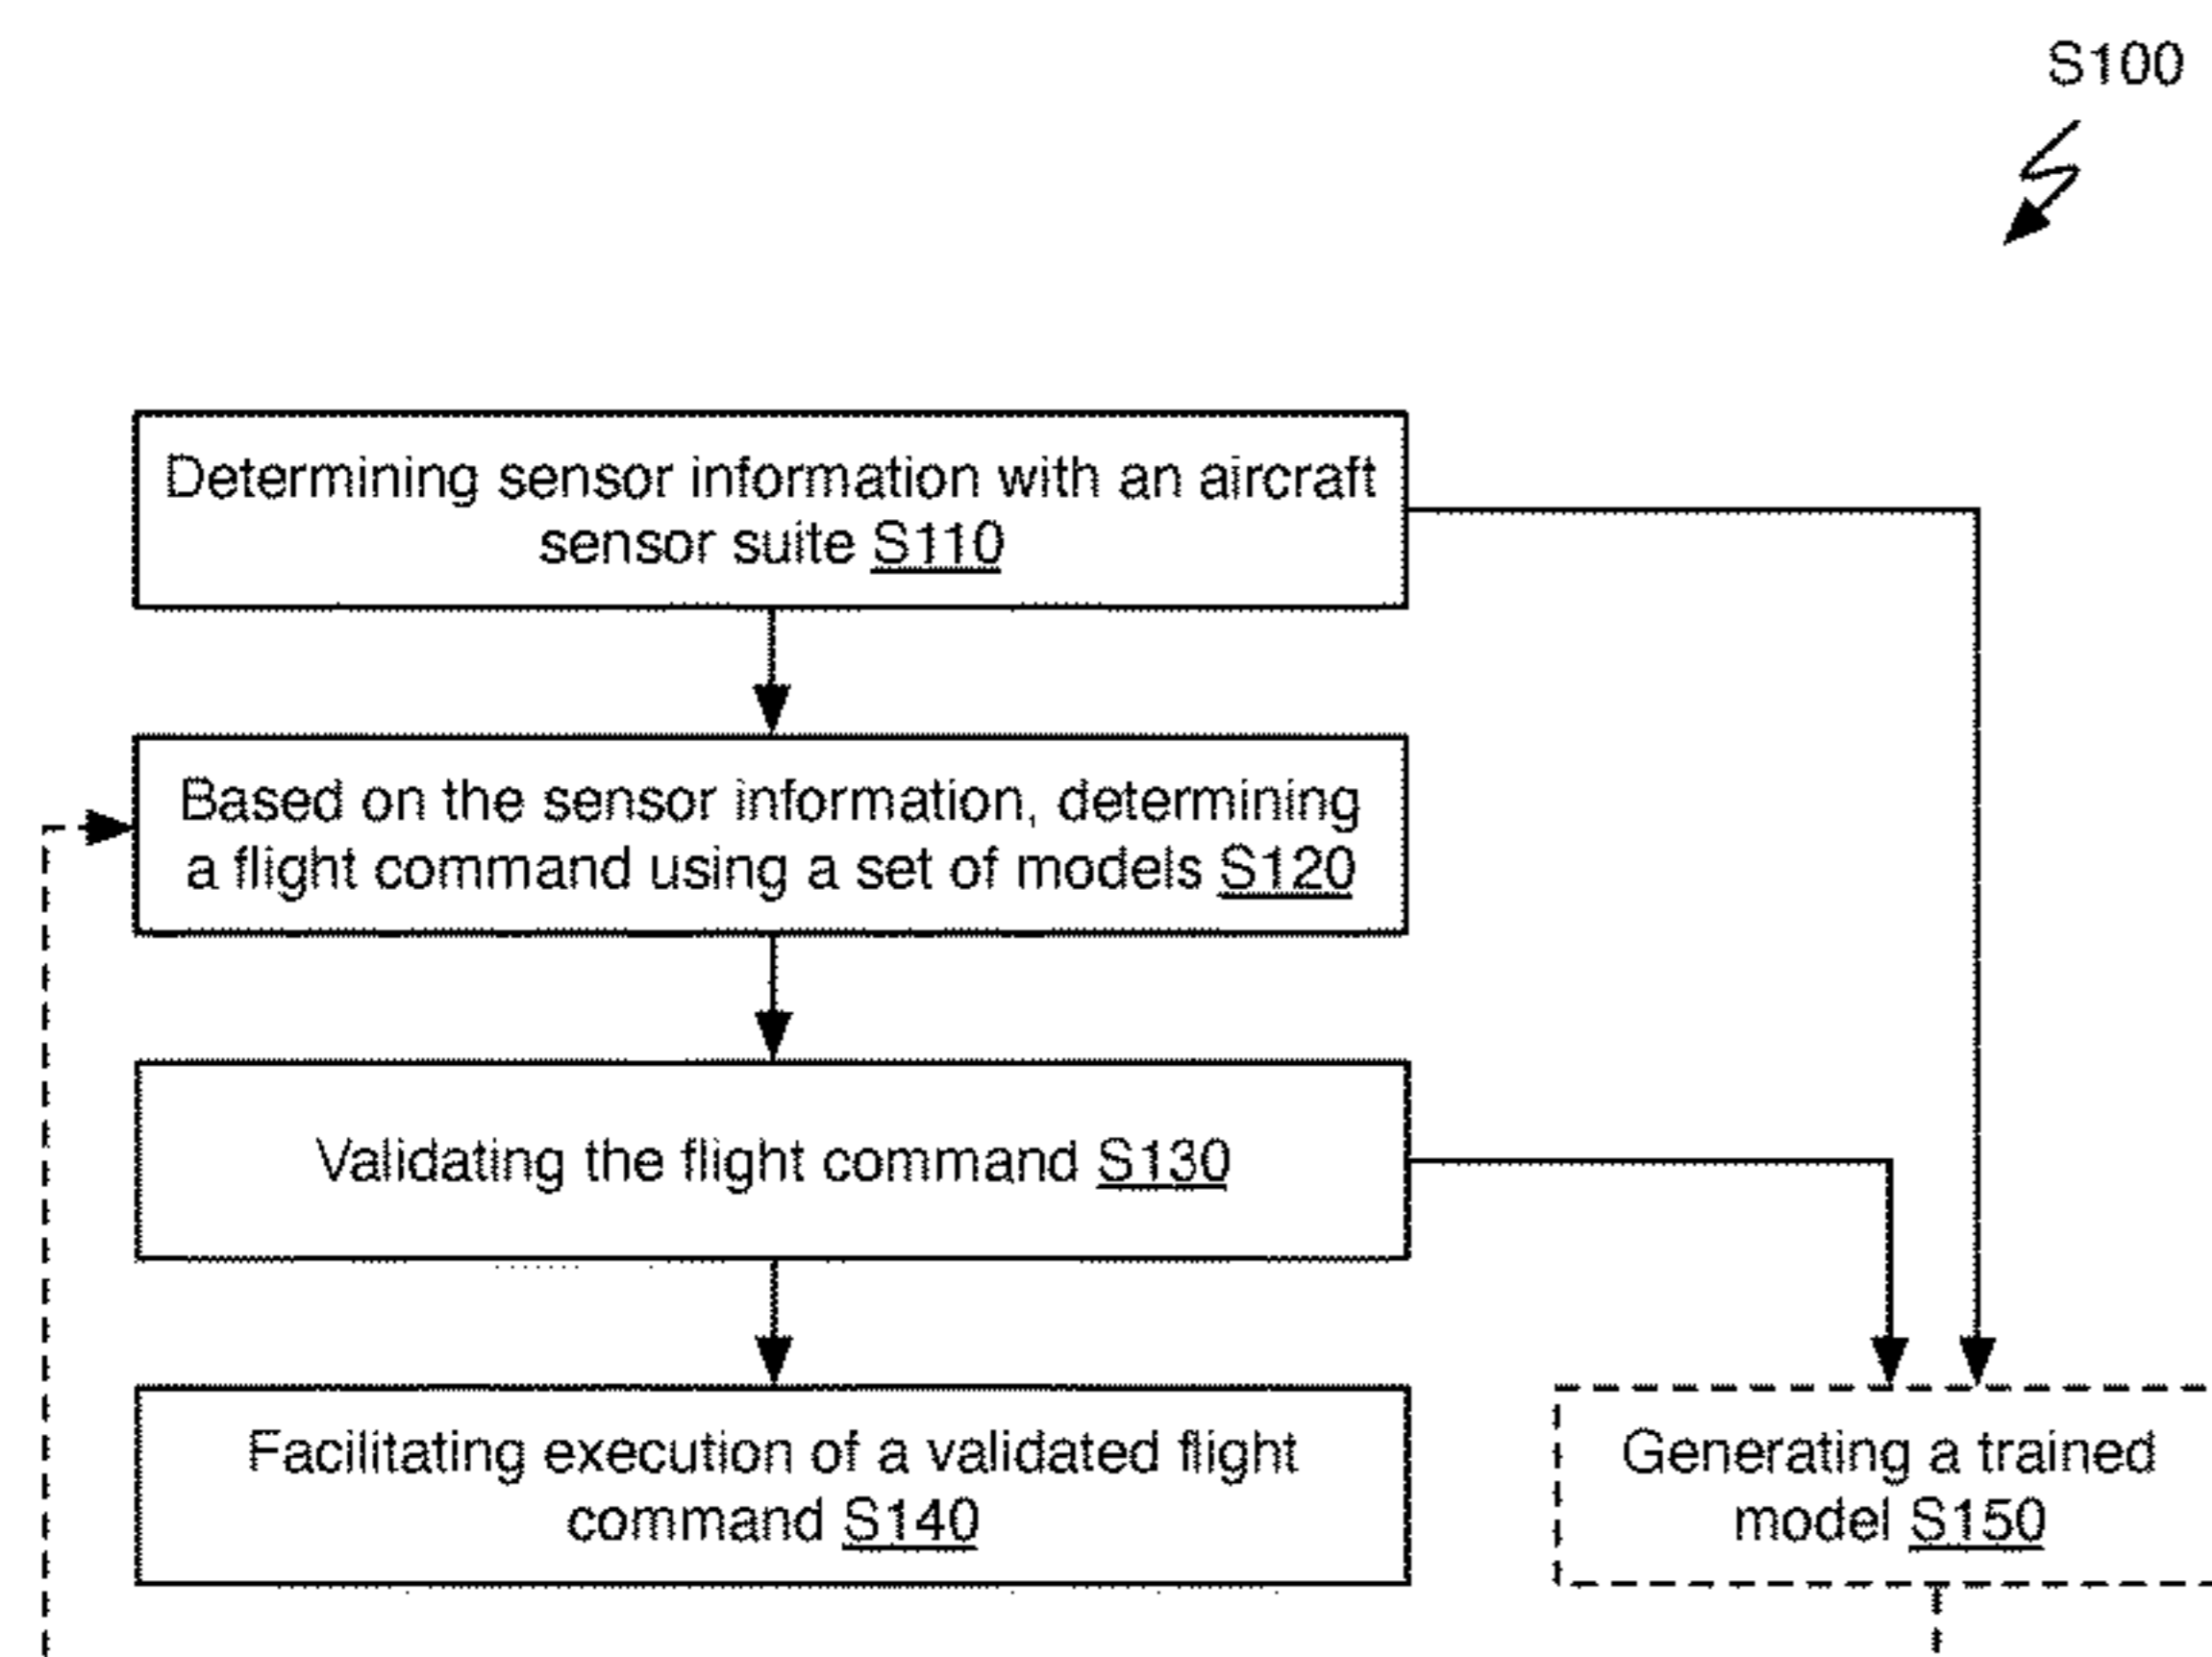 S100
Determining sensor information with an aircraft
sensor suite S110
Based on the sensor information, determining
a flight command using a set of models S120
Validating the flight command S130
Facilitating execution of a validated flight
command S140
Generating a trained
model S150